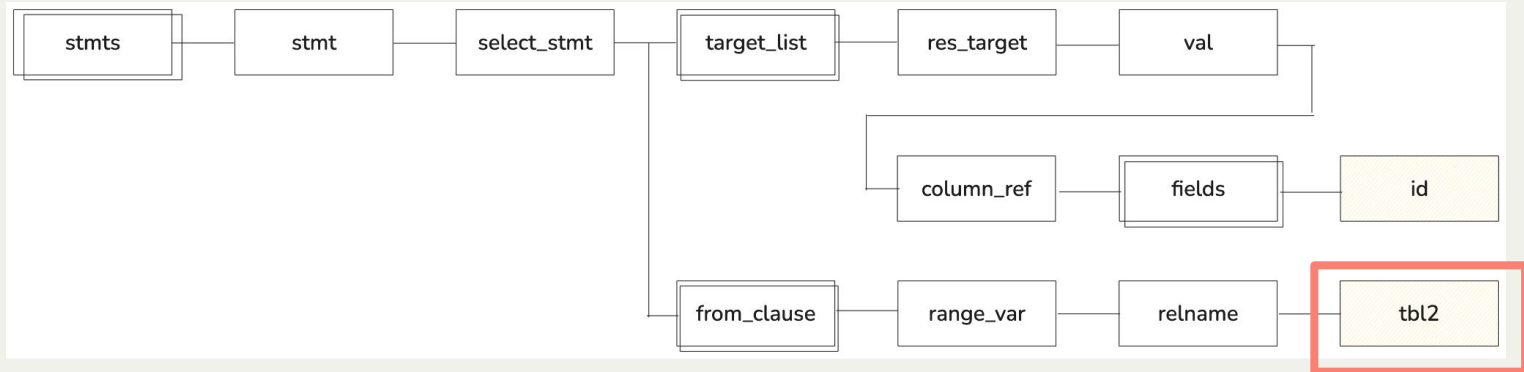 stmts
stmt
select_stmt
target_list
res_target
val
column_ref
fields
id
from_clause
range_var
relname
tbl2